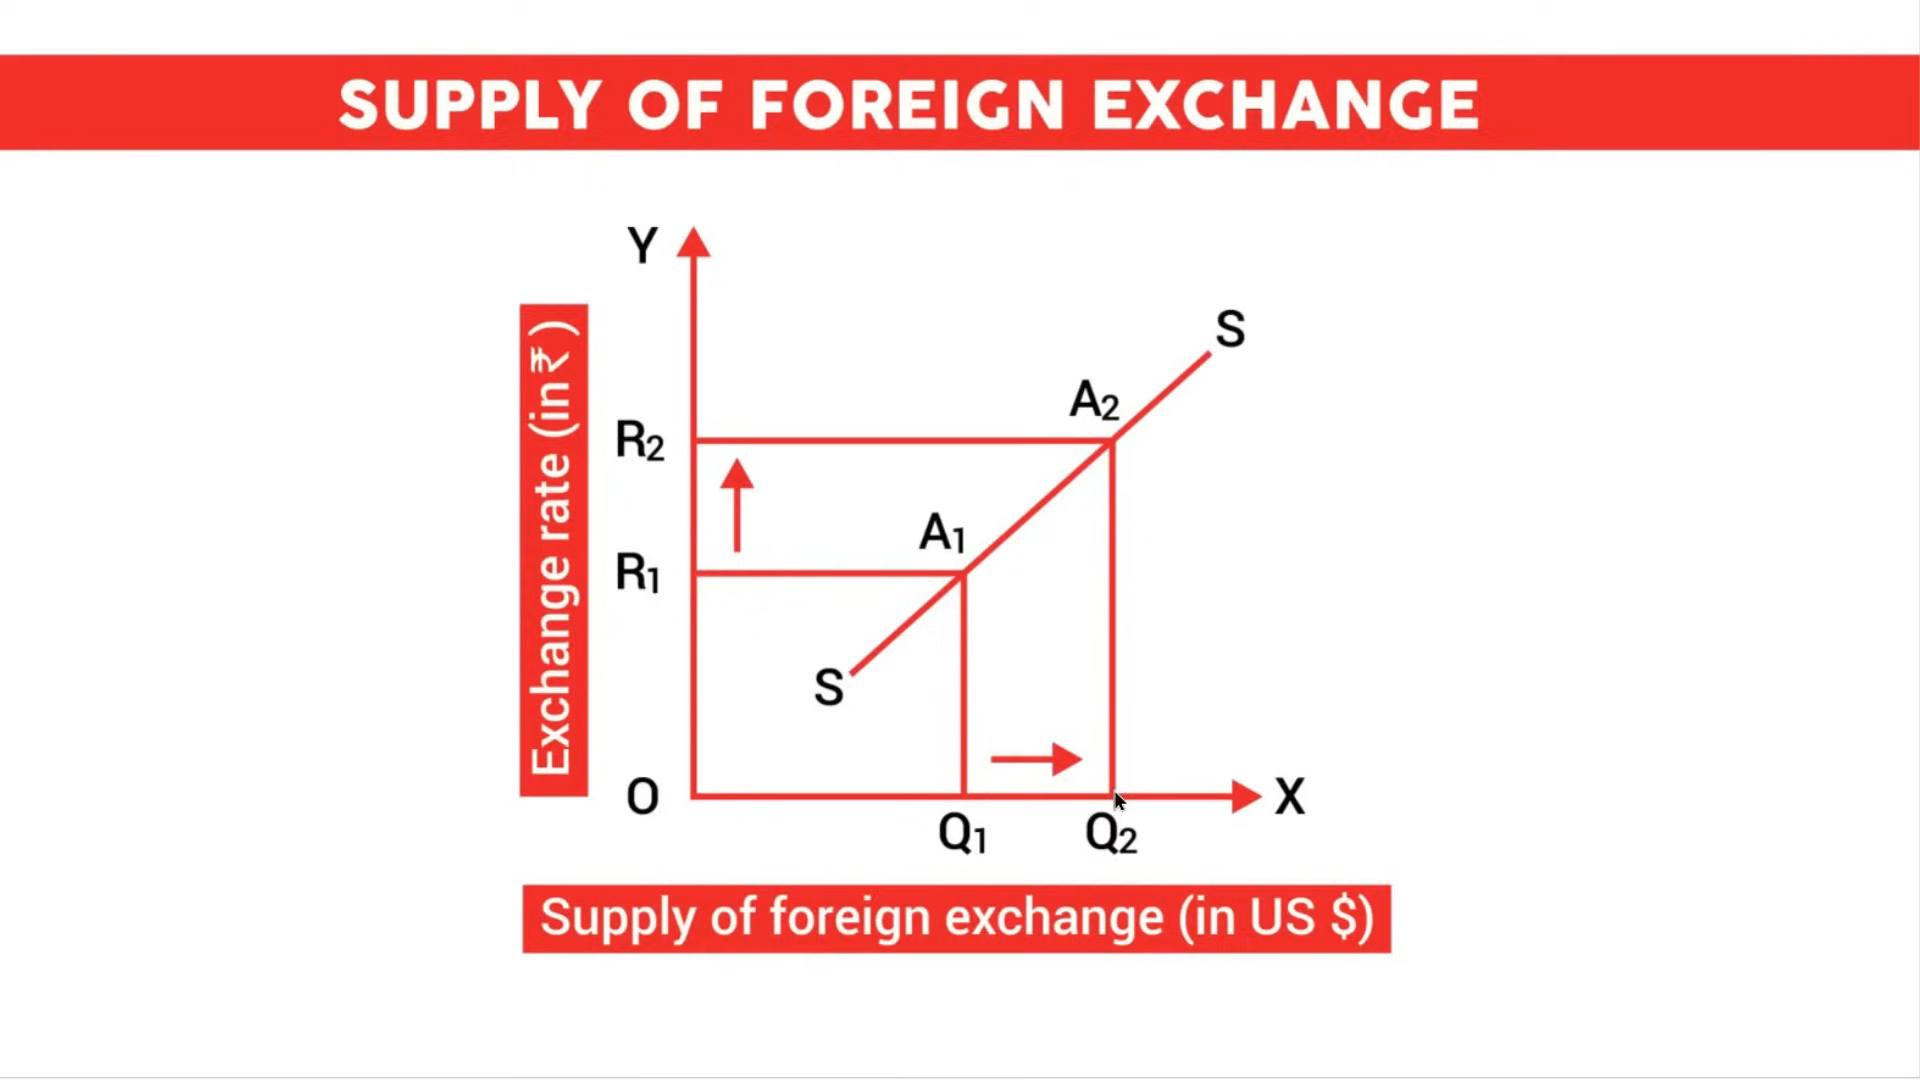 SUPPLY OF FOREIGN EXCHANGE
Y
Exchange rate (in ₹ )
S
A2
R2
A1
R1
S
O
X
Q1
Q2
Supply of foreign exchange (in US $)